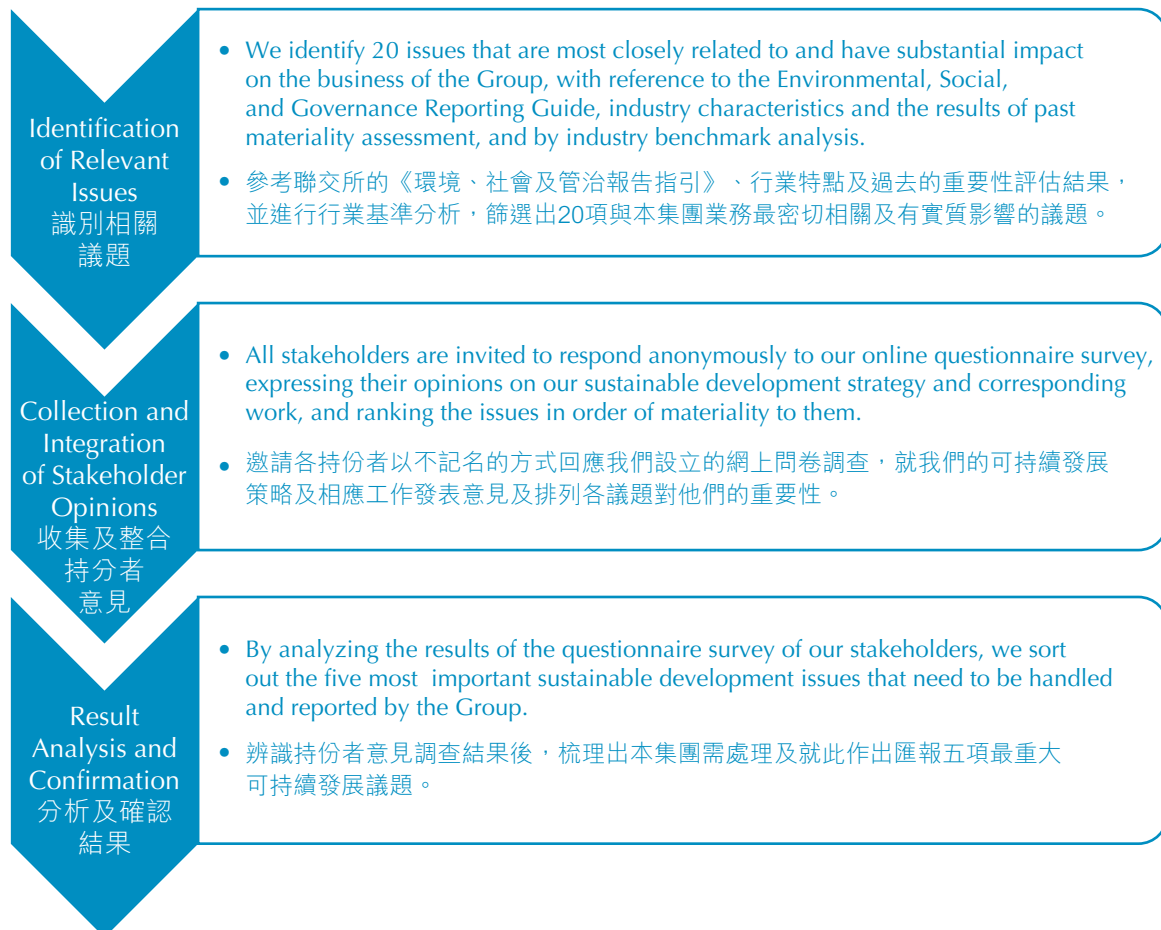 Identification
of Relevant
Issues
識別相關
議題
• We identify 20 issues that are most closely related to and have substantial impact
on the business of the Group, with reference to the Environmental, Social,
and Governance Reporting Guide, industry characteristics and the results of past
materiality assessment, and by industry benchmark analysis.
• 參考聯交所的《環境、社會及管治報告指引》、行業特點及過去的重要性評估結果，
並進行行業基準分析，篩選出20項與本集團業務最密切相關及有實質影響的議題。
Collection and
Integration
of Stakeholder
Opinions
收集及整合
持分者
意見
• All stakeholders are invited to respond anonymously to our online questionnaire survey,
expressing their opinions on our sustainable development strategy and corresponding
work, and ranking the issues in order of materiality to them.
• 邀請各持份者以不記名的方式回應我們設立的網上問卷調查，就我們的可持續發展
策略及相應工作發表意見及排列各議題對他們的重要性。
Result
Analysis and
Confirmation
分析及確認
結果
• By analyzing the results of the questionnaire survey of our stakeholders, we sort
out the five most important sustainable development issues that need to be handled
and reported by the Group.
• 辨識持份者意見調查結果後，梳理出本集團需處理及就此作出匯報五項最重大
可持續發展議題。